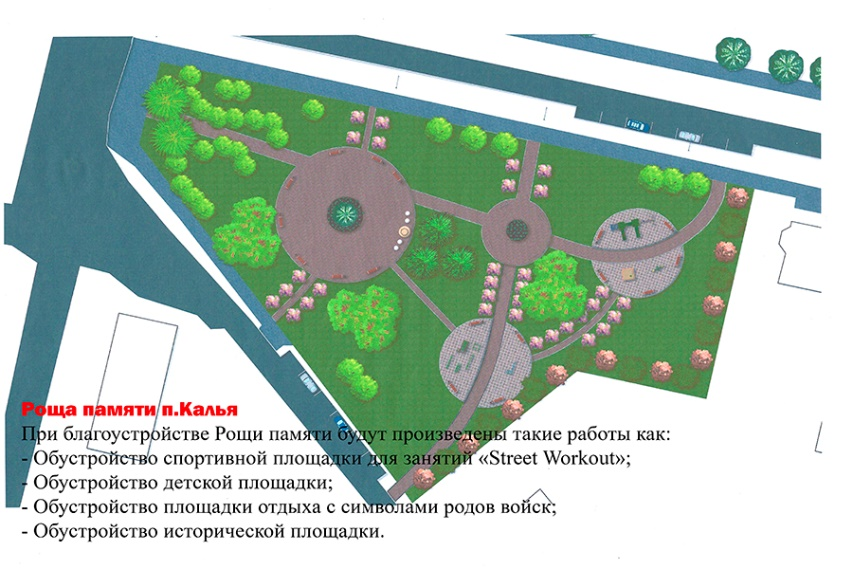 Роща памяти п.Калья
При благоустройстве Рощи памяти будут произведены такие работы как:
- Обустройство спортивной площадки для занятий «Street Workout»;
- Обустройство детской площадки;
- Обустройство площадки отдыха с символами родов войск;
- Обустройство исторической площадки.